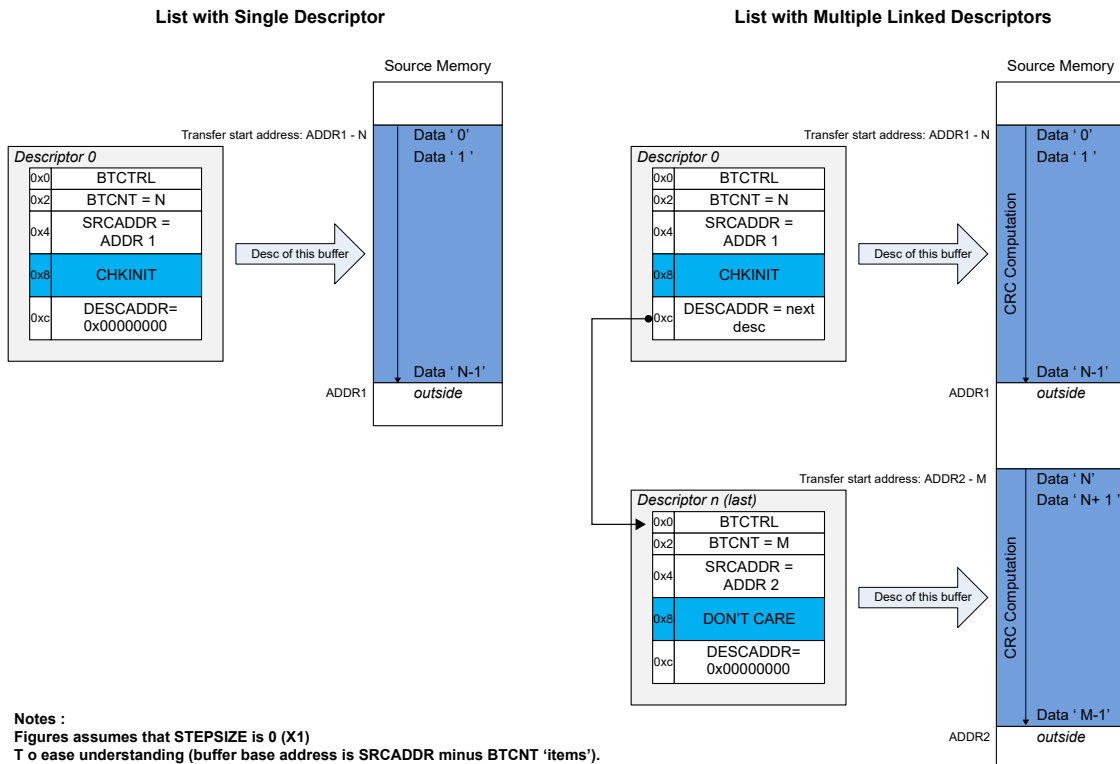 List with Single Descriptor
Source Memory
Transfer start address: ADDR1 - N
Data ‘ 0’
Data ‘ 1 ’
Descriptor 0
0x0 BTCTRL
0x2 BTCNT = N
0x4 SRCADDR =
ADDR 1
0x8 CHKINIT
0xc DESCADDR=
0x00000000
Desc of this buffer
Data ‘ N-1’
ADDR1 outside
List with Multiple Linked Descriptors
Source Memory
Transfer start address: ADDR1 - N
Data ‘ 0’
Data ‘ 1 ’
Descriptor 0
0x0 BTCTRL
0x2 BTCNT = N
0x4 SRCADDR =
ADDR 1
0x8 CHKINIT
0xc DESCADDR = next
desc
Desc of this buffer
CRC Computation
Data ‘ N-1’
ADDR1 outside
Transfer start address: ADDR2 - M
Data ‘ N’
Data ‘ N+ 1 ’
Descriptor n (last)
0x0 BTCTRL
0x2 BTCNT = M
0x4 SRCADDR =
ADDR 2
0x8 DON’T CARE
0xc DESCADDR=
0x00000000
Desc of this buffer
CRC Computation
Data ‘ M-1’
ADDR2 outside
Notes :
Figures assumes that STEPSIZE is 0 (X1)
T o ease understanding (buffer base address is SRCADDR minus BTCNT ‘items’).